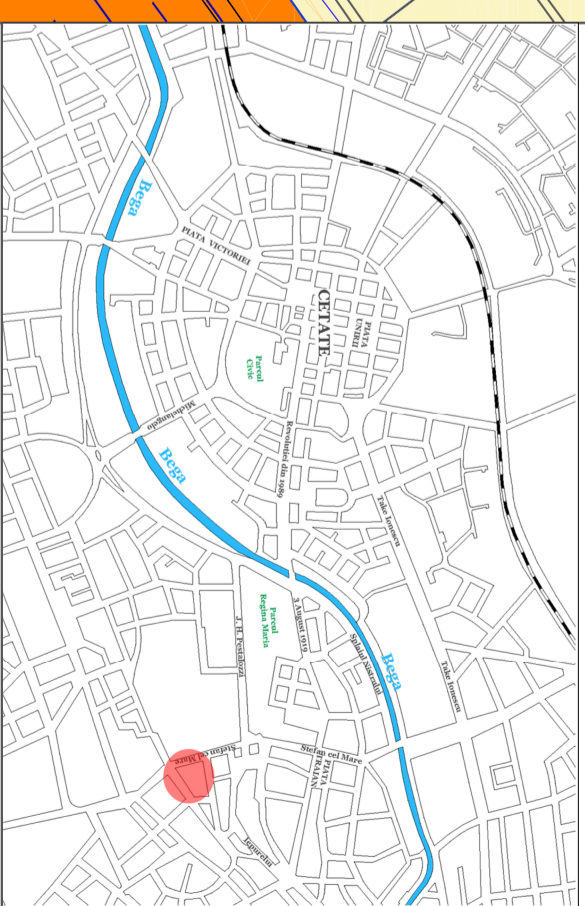 Bega
PIATA VICTORIEI
CETATE
PIATA
UNIRII
Parcul
Civic
Michelangelo
Revolutiei din 1989
Bega
Take Ionescu
3 August 1919
Parcul
Regina Maria
J. H. Pestalozzi
Splaiul Nistrului
Bega
Take Ionescu
Stefan cel Mare
Stefan cel Mare
PIATA
TRAIAN
Iepurelui